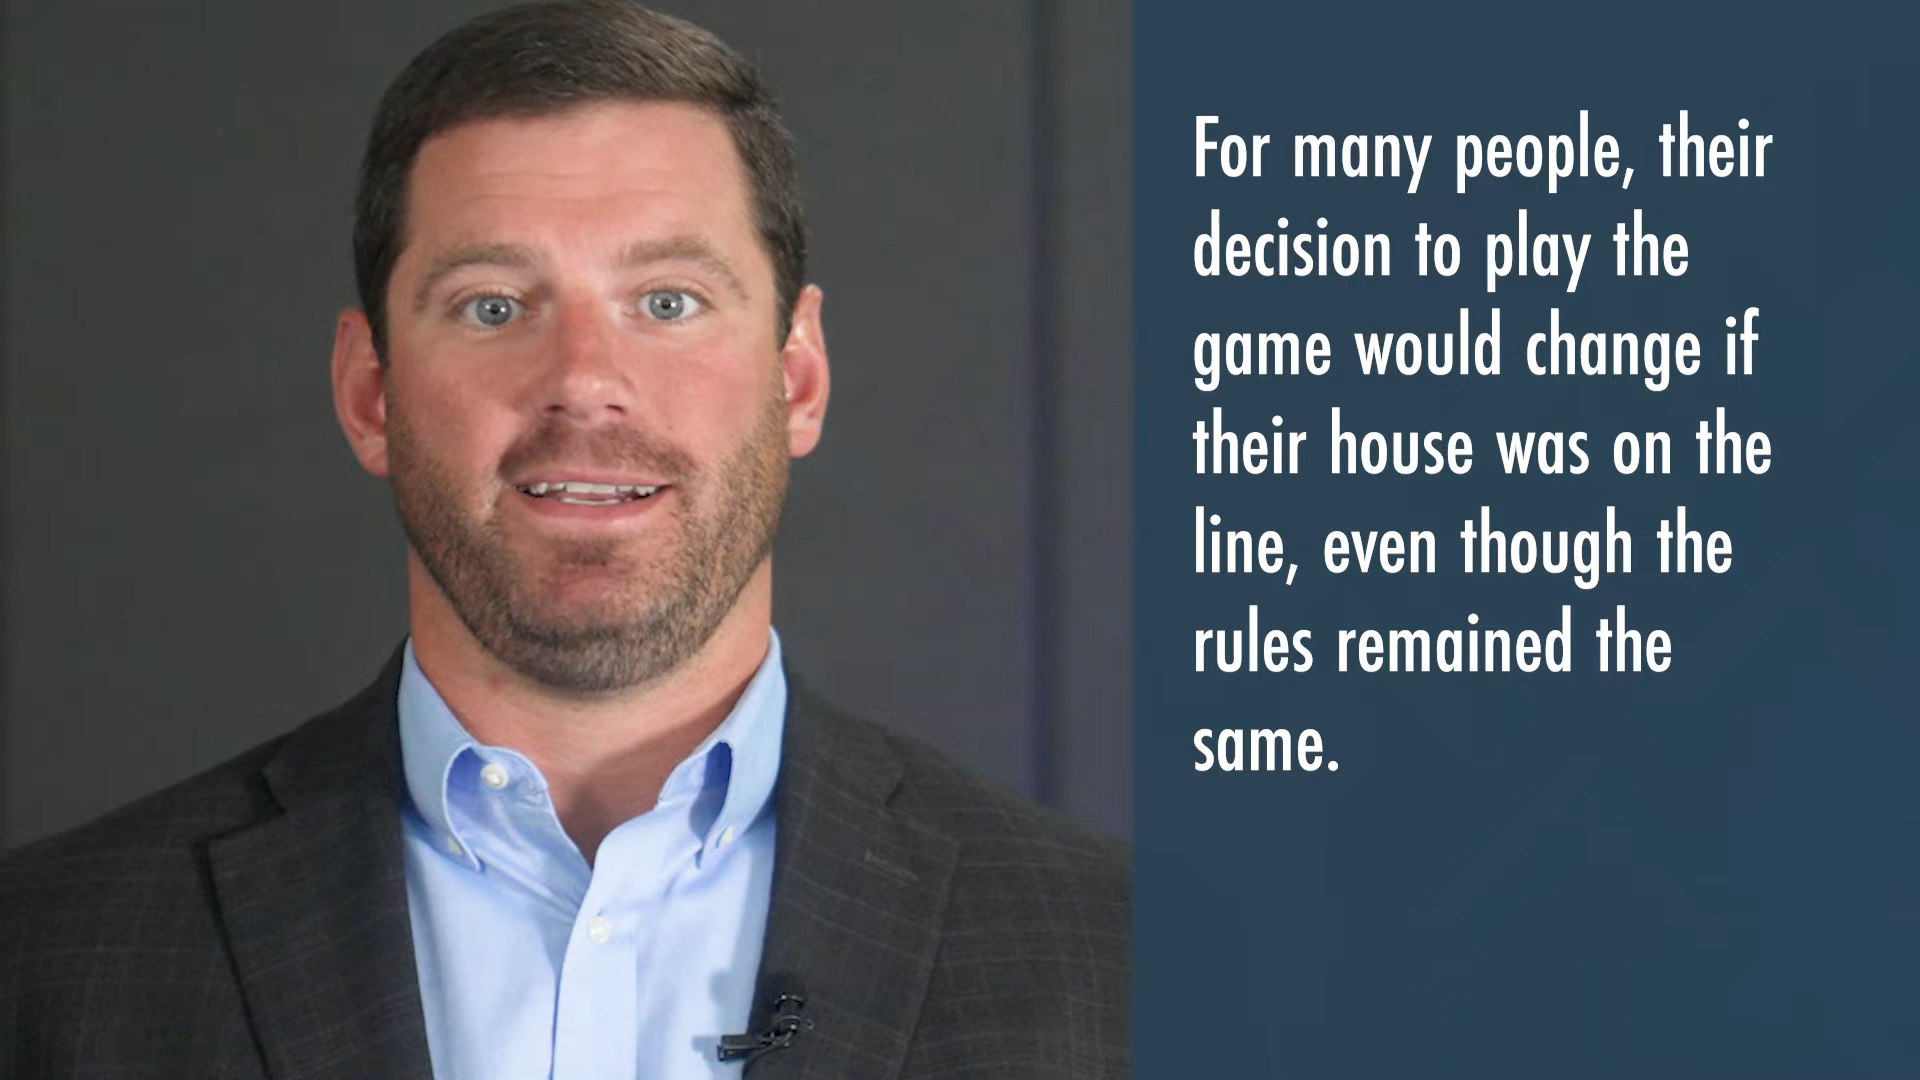 For many people, their
decision to play the
game would change if
their house was on the
line, even though the
rules remained the
same.